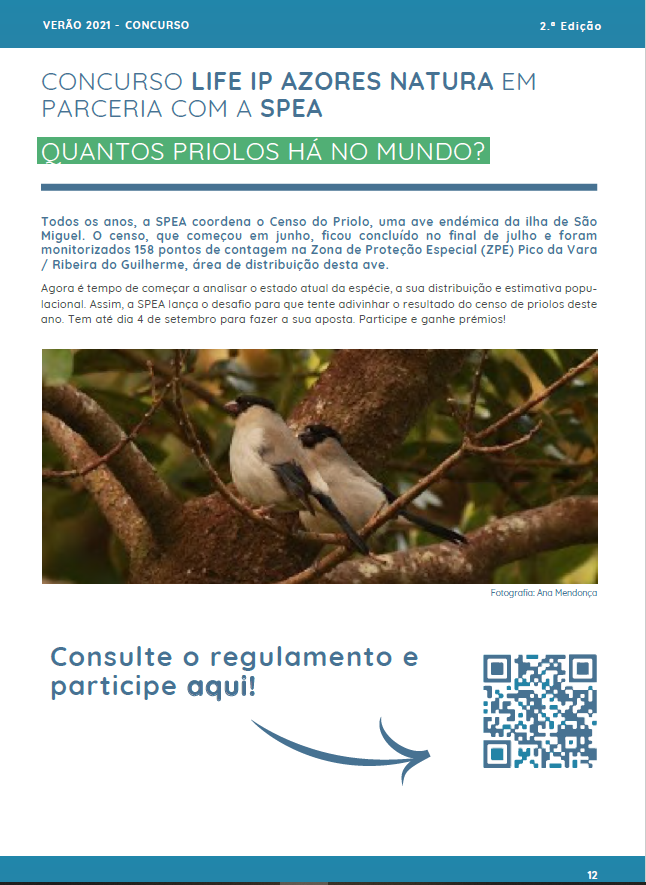 VERÃO 2021 - CONCURSO
2.ª Edição
CONCURSO LIFE IP AZORES NATURA EM
PARCERIA COM A SPEA
QUANTOS PRIOLOS HÁ NO MUNDO?
Todos os anos, a SPEA coordena o Censo do Priolo, uma ave endémica da ilha de São
Miguel. O censo, que começou em junho, ficou concluído no final de julho e foram
monitorizados 158 pontos de contagem na Zona de Proteção Especial (ZPE) Pico da Vara
/ Ribeira do Guilherme, área de distribuição desta ave.
Agora é tempo de começar a analisar o estado atual da espécie, a sua distribuição e estimativa popu-
lacional. Assim, a SPEA lança o desafio para que tente adivinhar o resultado do censo de priolos deste
ano. Tem até dia 4 de setembro para fazer a sua aposta. Participe e ganhe prémios!
Fotografia: Ana Mendonça
Consulte o regulamento e
participe aqui!
12